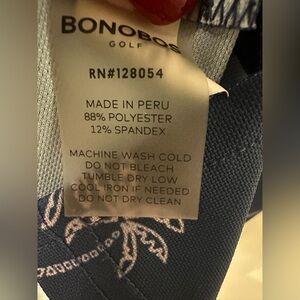 BONOBOS
GOLF
RN#128054
MADE IN PERU
88% POLYESTER
12% SPANDEX
MACHINE WASH COLD
DO NOT BLEACH
TUMBLE DRY LOW
COOL IRON IF NEEDED
DO NOT DRY CLEAN